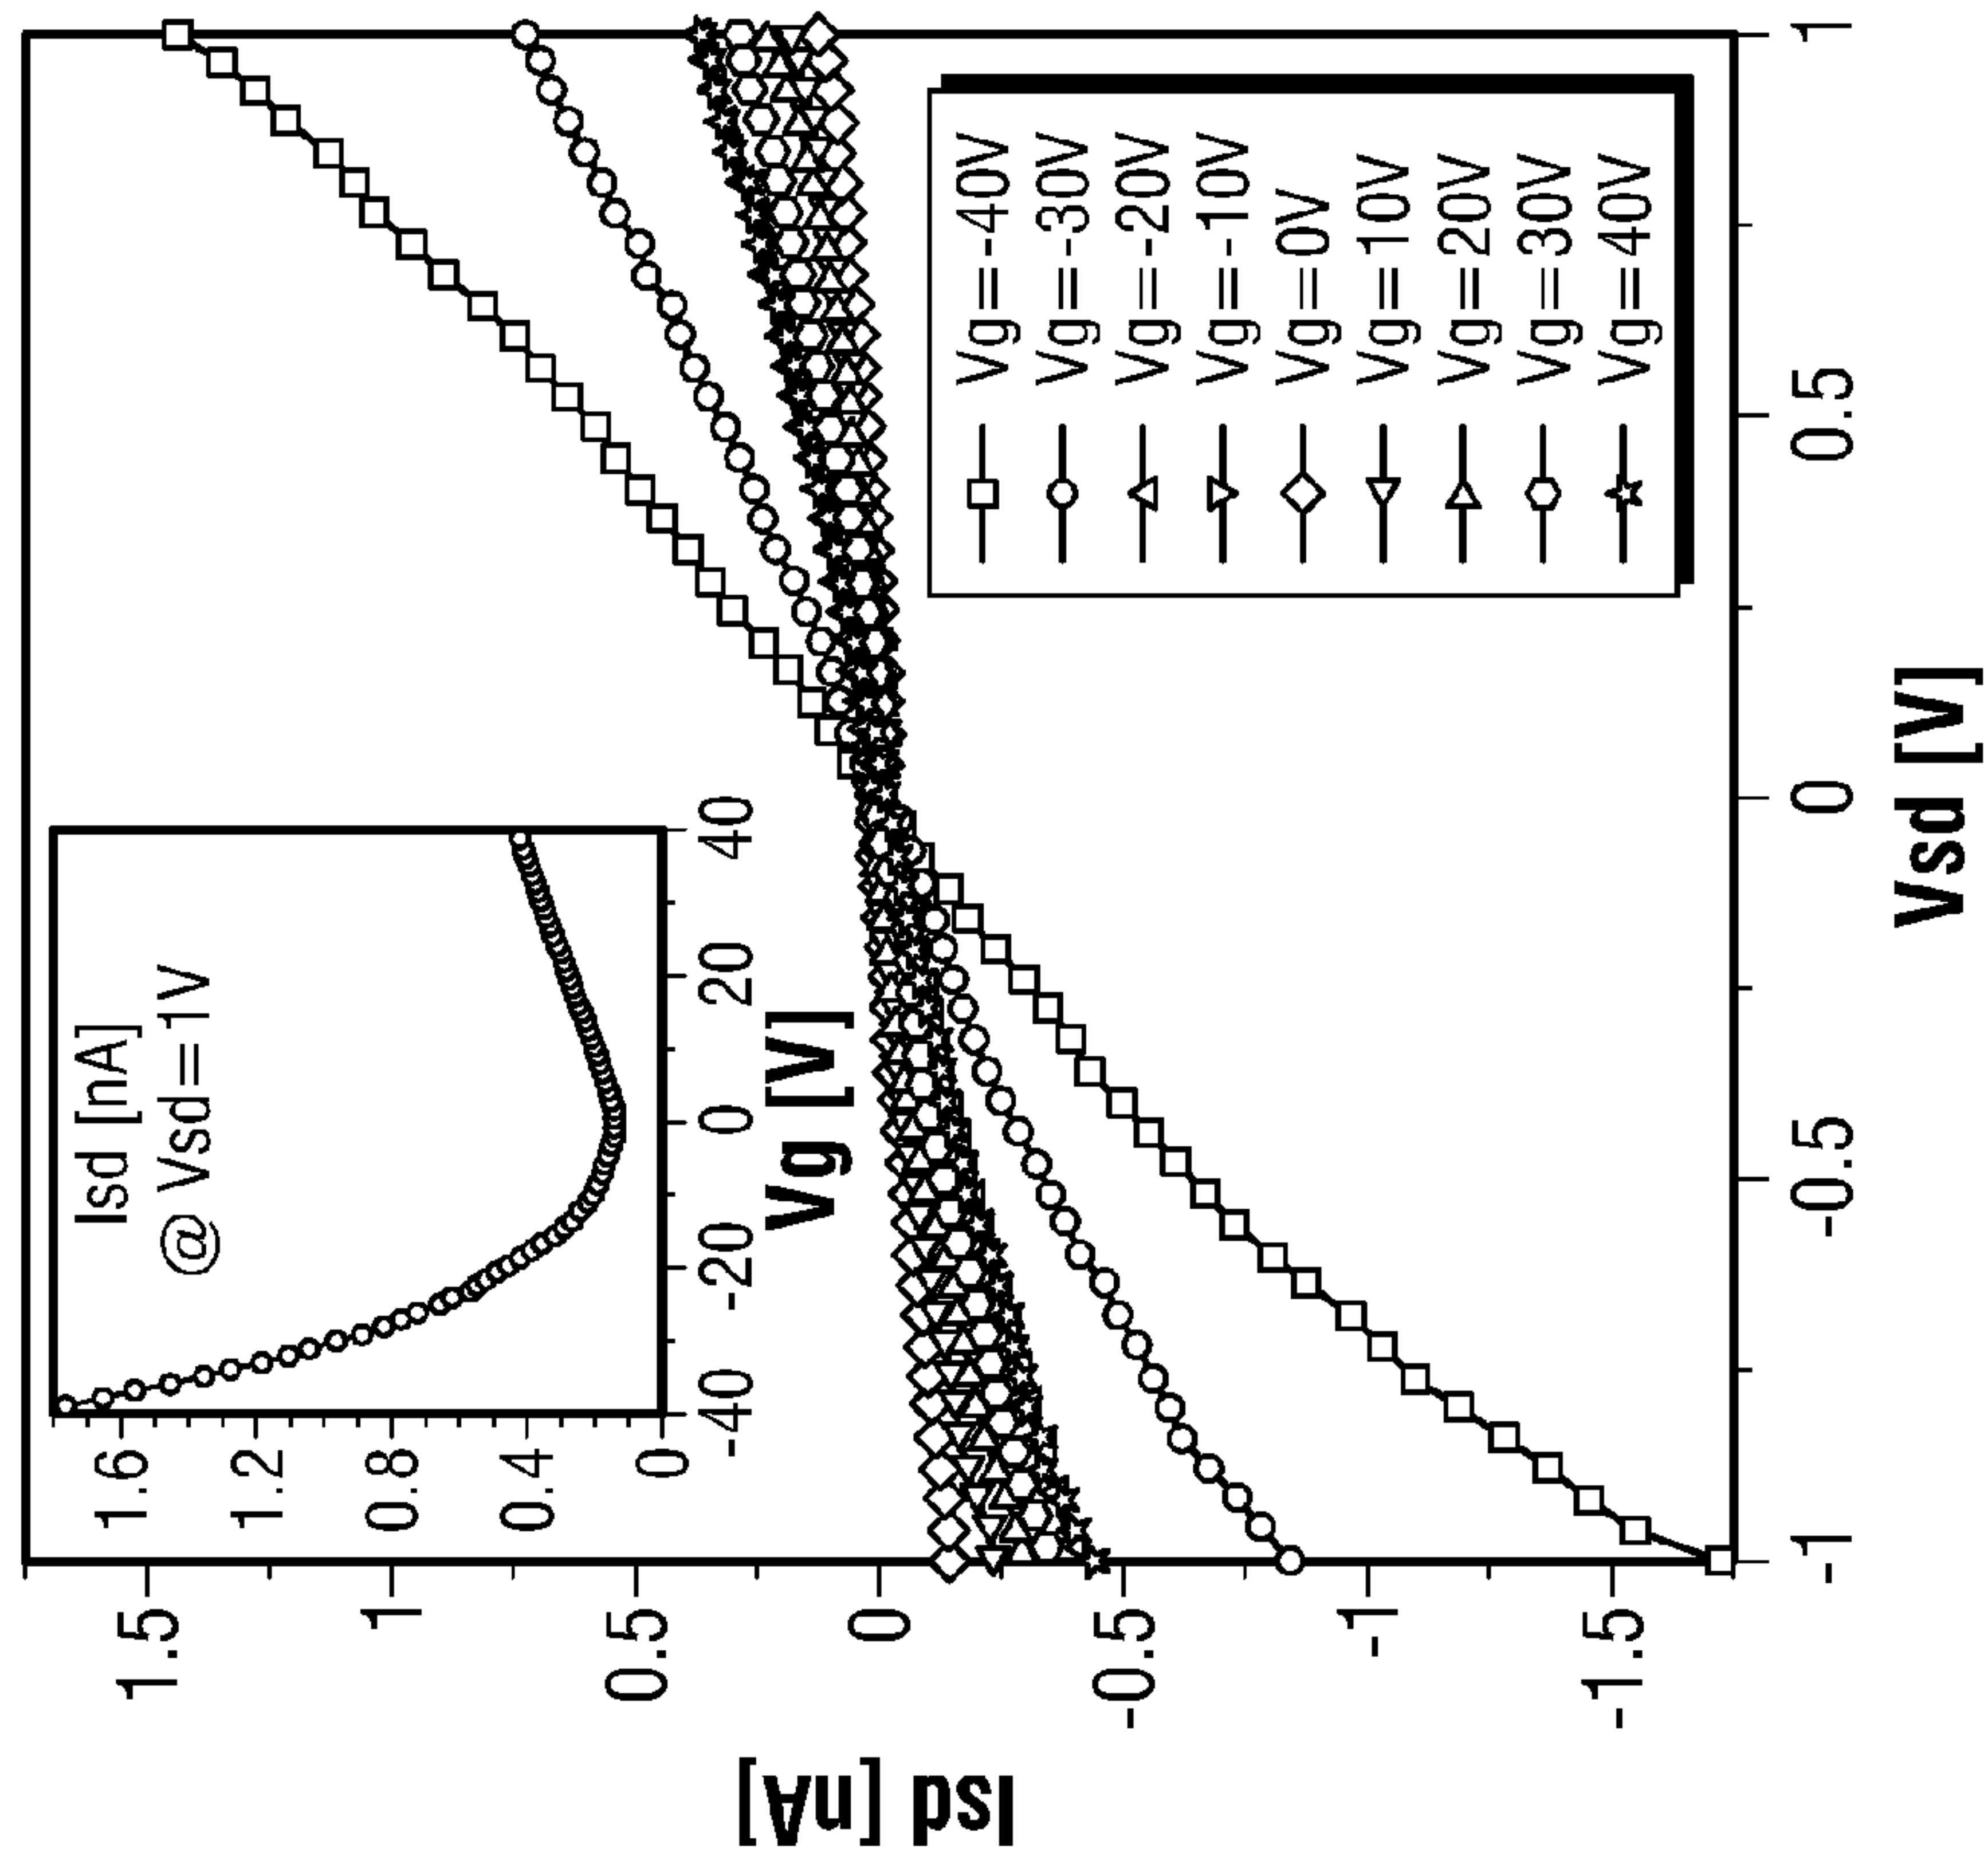 Isd [nA]
1.5
1
0.5
0
-0.5
-1
-1.5
Isd [nA]
@ Vsd=1V
1.6
1.2
0.8
0.4
0
-40
-20
0
20
40
Vg [V]
Vg=-40V
Vg=-30V
Vg=-20V
Vg=-10V
Vg=0V
Vg=10V
Vg=20V
Vg=30V
Vg=40V
-1
-0.5
0
0.5
1
Vsd [V]